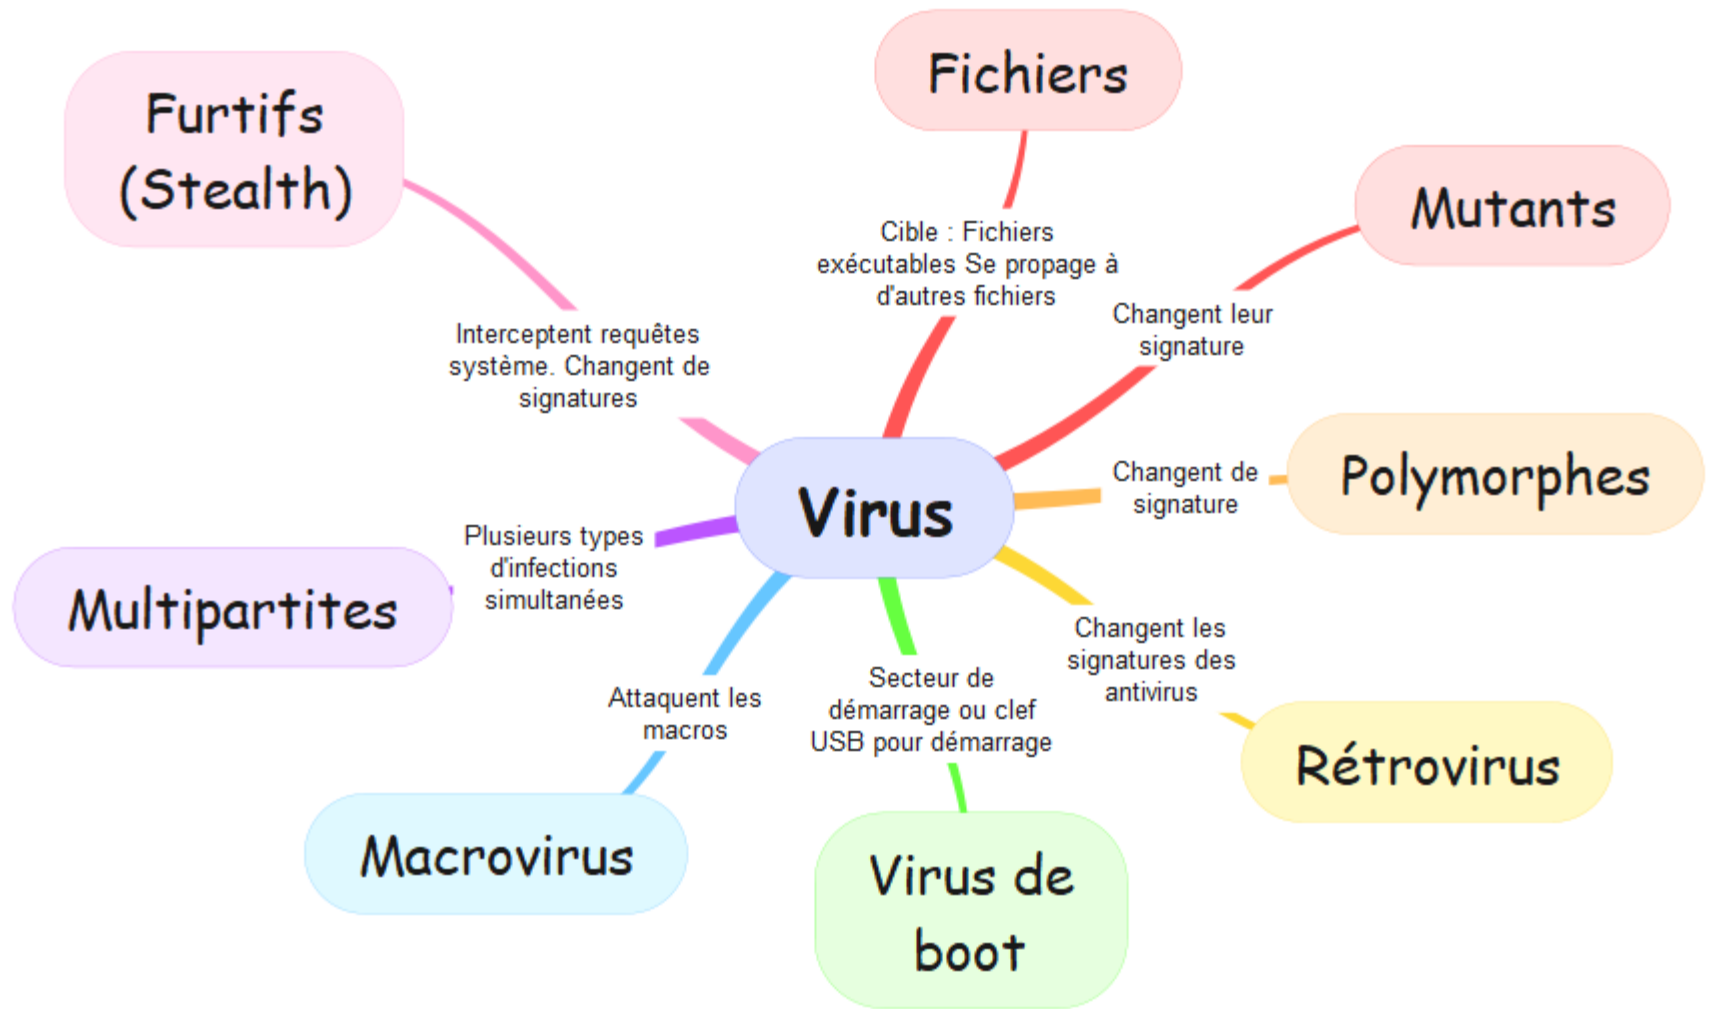 Fichiers
Furtifs
(Stealth)
Mutants
Cible : Fichiers
exécutables Se propage à
d'autres fichiers
Changent leur
signature
Interceptent requêtes
système. Changent de
signatures
Polymorphes
Changent de
signature
Virus
Plusieurs types
d'infections
simultanées
Multipartites
Changent les
signatures des
antivirus
Secteur de
démarrage ou clef
USB pour démarrage
Attaquent les
macros
Rétrovirus
Macrovirus
Virus de
boot